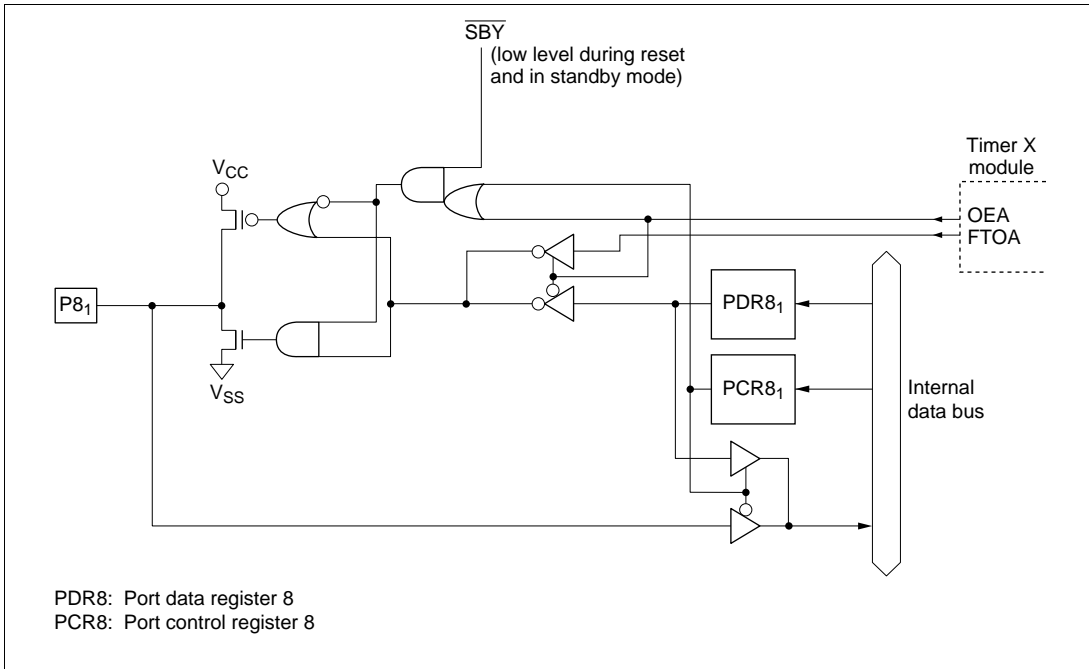 SBY
(low level during reset
and in standby mode)
Timer X
module
VCC
OEA
FTOA
P81
PDR81
PCR81
VSS
Internal
data bus
PDR8: Port data register 8
PCR8: Port control register 8